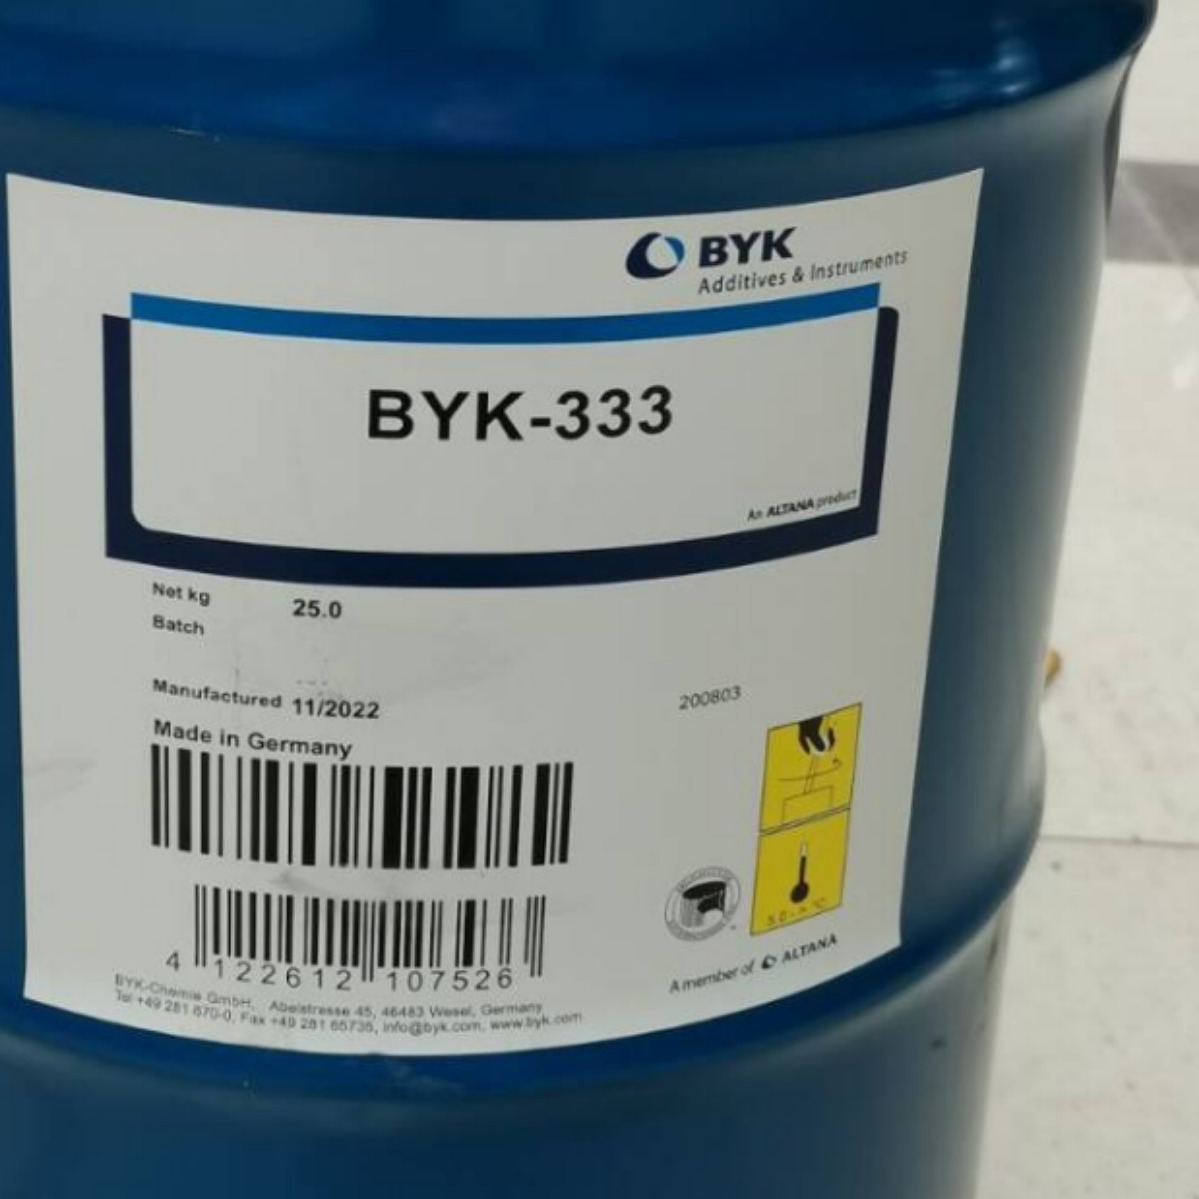 BYK
Additives & Instruments
BYK-333
An ALTANA product
Net kg 25.0
Batch
Manufactured 11/2022
200803
Made in Germany
4 122612 107526
A member of ALTANA
BYK-Chemie GmbH, Abelstrasse 45, 46483 Wesel, Germany
Tel +49 281 670-0, Fax +49 281 65735, info@byk.com, www.byk.com